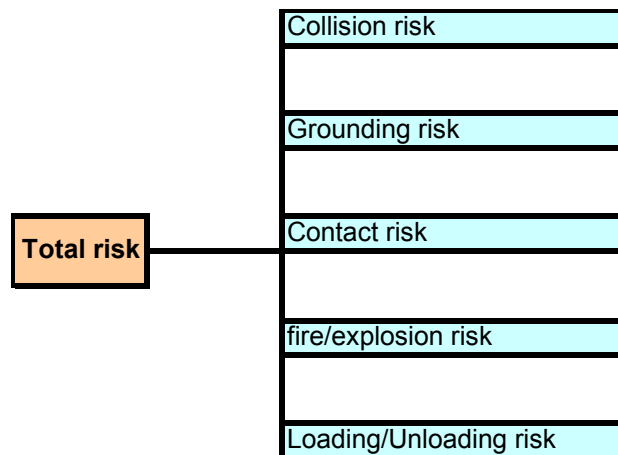 Collision risk
Grounding risk
Total risk
Contact risk
fire/explosion risk
Loading/Unloading risk